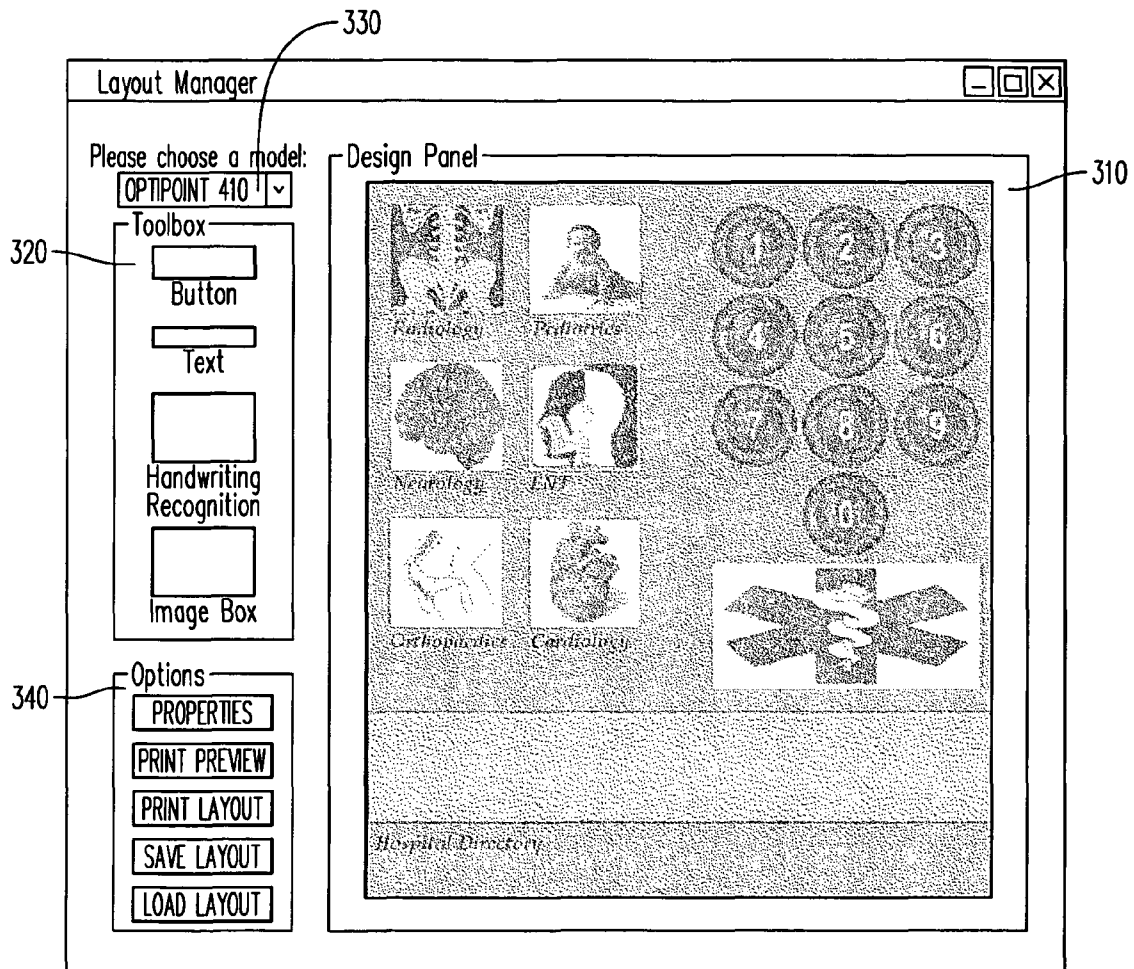 330
Layout Manager
Please choose a model:
OPTIPOINT 410
Design Panel
310
Toolbox
320
Button
Text
Handwriting
Recognition
Image Box
Options
340
PROPERTIES
PRINT PREVIEW
PRINT LAYOUT
SAVE LAYOUT
LOAD LAYOUT
Radiology Pediatrics
Neurology ENT
Orthopaedics Cardiology
1 2 3
4 5 6
7 8 9
0
Hospital Directory